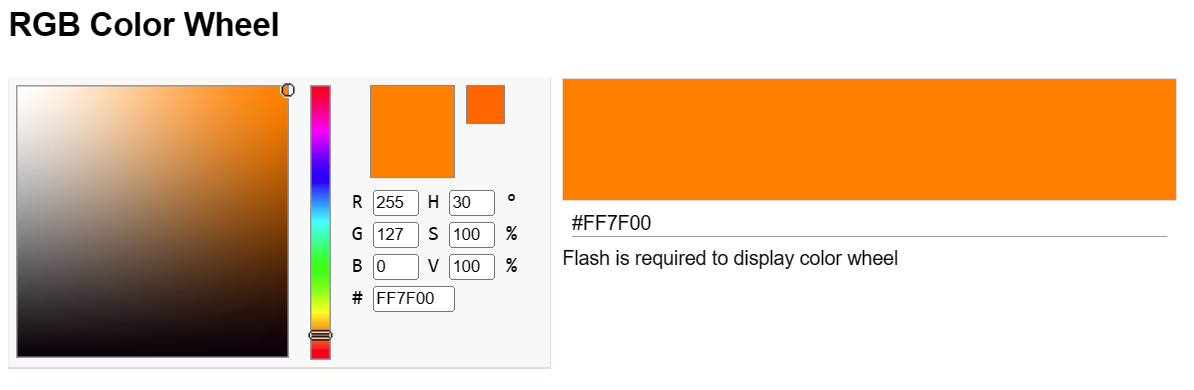 RGB Color Wheel
R 255 H 30 °
G 127 S 100 %
B 0 V 100 %
# FF7F00
#FF7F00
Flash is required to display color wheel